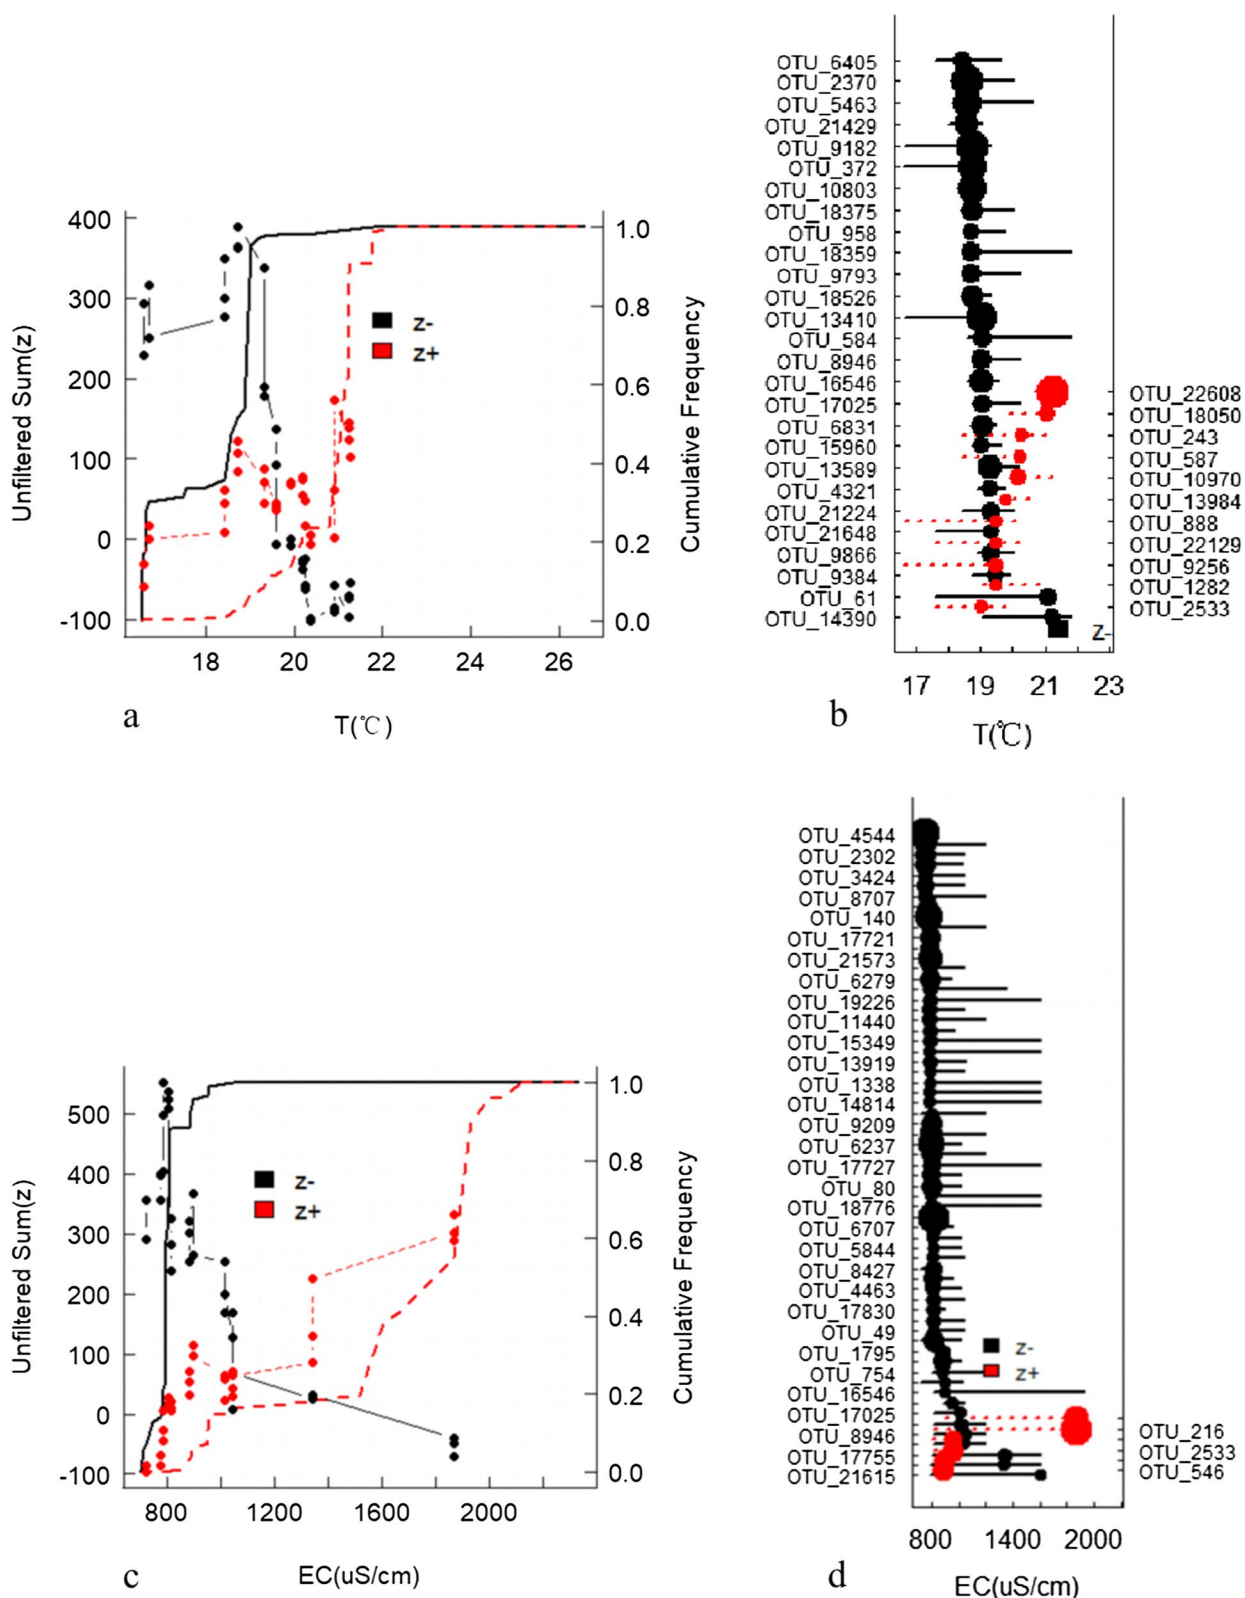 400
300
200
100
0
-100
Unfiltered Sum(z)
z-
z+
1.0
0.8
0.6
0.4
0.2
0.0
Cumulative Frequency
18 20 22 24 26
a
T(℃)
OTU_6405
OTU_2370
OTU_5463
OTU_21429
OTU_9182
OTU_372
OTU_10803
OTU_18375
OTU_958
OTU_18359
OTU_9793
OTU_18526
OTU_13410
OTU_584
OTU_8946
OTU_16546
OTU_17025
OTU_6831
OTU_15960
OTU_13589
OTU_4321
OTU_21224
OTU_21648
OTU_9866
OTU_9384
OTU_61
OTU_14390
OTU_22608
OTU_18050
OTU_243
OTU_587
OTU_10970
OTU_13984
OTU_888
OTU_22129
OTU_9256
OTU_1282
OTU_2533
z-
17 19 21 23
b
T(℃)
500
400
300
200
100
0
-100
Unfiltered Sum(z)
z-
z+
1.0
0.8
0.6
0.4
0.2
0.0
Cumulative Frequency
800 1200 1600 2000
c
EC(uS/cm)
OTU_4544
OTU_2302
OTU_3424
OTU_8707
OTU_140
OTU_17721
OTU_21573
OTU_6279
OTU_19226
OTU_11440
OTU_15349
OTU_13919
OTU_1338
OTU_14814
OTU_9209
OTU_6237
OTU_17727
OTU_80
OTU_18776
OTU_6707
OTU_5844
OTU_8427
OTU_4463
OTU_17830
OTU_49
OTU_1795
OTU_754
OTU_16546
OTU_17025
OTU_8946
OTU_17755
OTU_21615
z-
z+
OTU_216
OTU_2533
OTU_546
800 1400 2000
d
EC(uS/cm)